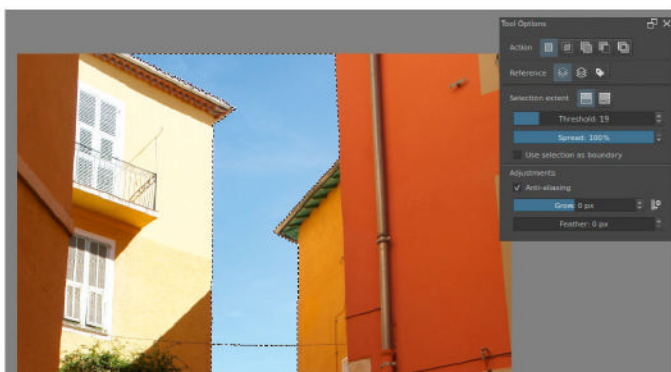 Tool Options
Action
Reference
Selection extent
Threshold: 19
Spread: 100%
Use selection as boundary
Adjustments
Anti-aliasing
Grow: 0 px
Feather: 0 px